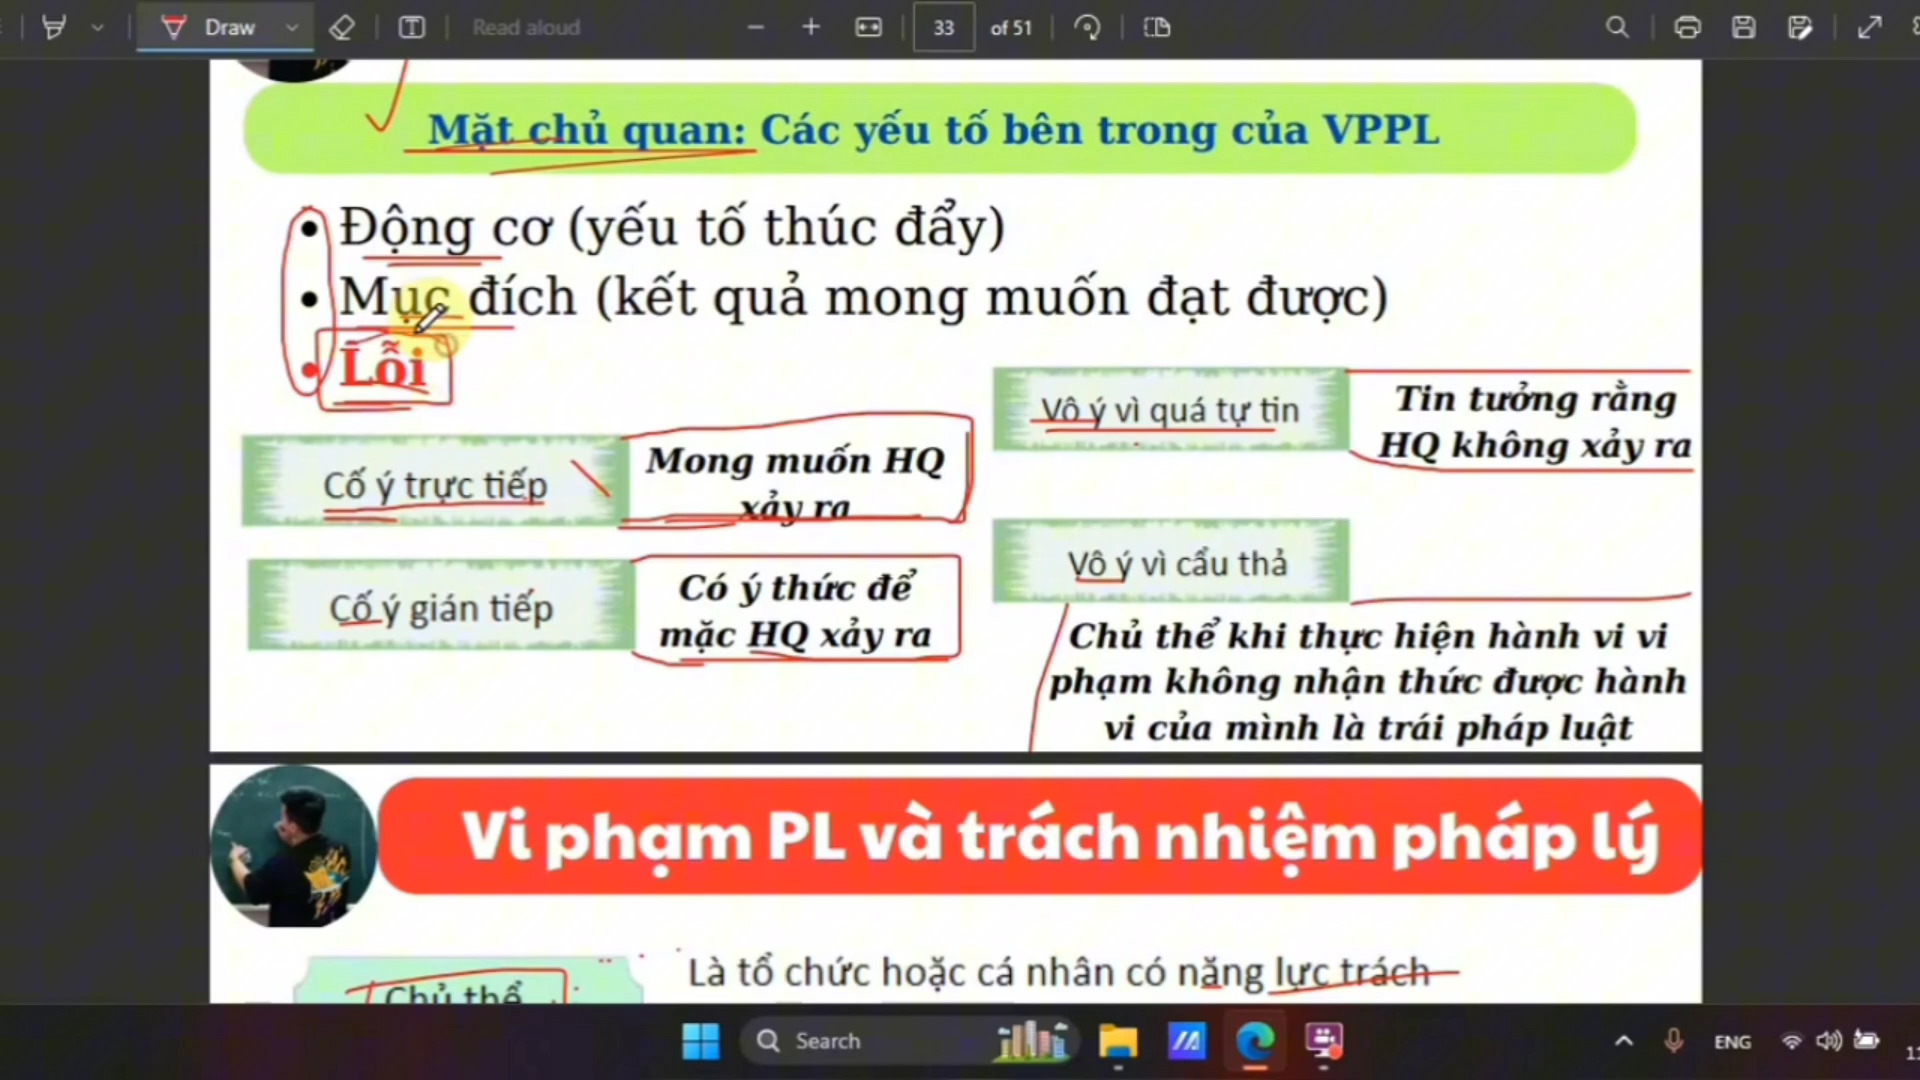 Draw
Read aloud
33
of 51
Mặt chủ quan: Các yếu tố bên trong của VPPL
• Động cơ (yếu tố thúc đẩy)
• Mục đích (kết quả mong muốn đạt được)
• Lỗi
Cố ý trực tiếp
Mong muốn HQ
xảy ra
Cố ý gián tiếp
Có ý thức để
mặc HQ xảy ra
Vô ý vì quá tự tin
Tin tưởng rằng
HQ không xảy ra
Vô ý vì cẩu thả
Chủ thể khi thực hiện hành vi vi
phạm không nhận thức được hành
vi của mình là trái pháp luật
Vi phạm PL và trách nhiệm pháp lý
Chủ thể
Là tổ chức hoặc cá nhân có năng lực trách
Search
ENG